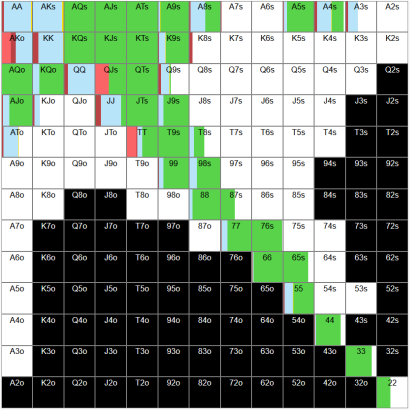 AA AKs AQs AJs ATs A9s A8s A7s A6s A5s A4s A3s A2s
AKo KK KQs KJs KTs K9s K8s K7s K6s K5s K4s K3s K2s
AQo KQo QQ QJs QTs Q9s Q8s Q7s Q6s Q5s Q4s Q3s Q2s
AJo KJo QJo JJ JTs J9s J8s J7s J6s J5s J4s J3s J2s
ATo KTo QTo JTo TT T9s T8s T7s T6s T5s T4s T3s T2s
A9o K9o Q9o J9o T9o 99 98s 97s 96s 95s 94s 93s 92s
A8o K8o Q8o J8o T8o 98o 88 87s 86s 85s 84s 83s 82s
A7o K7o Q7o J7o T7o 97o 87o 77 76s 75s 74s 73s 72s
A6o K6o Q6o J6o T6o 96o 86o 76o 66 65s 64s 63s 62s
A5o K5o Q5o J5o T5o 95o 85o 75o 65o 55 54s 53s 52s
A4o K4o Q4o J4o T4o 94o 84o 74o 64o 54o 44 43s 42s
A3o K3o Q3o J3o T3o 93o 83o 73o 63o 53o 43o 33 32s
A2o K2o Q2o J2o T2o 92o 82o 72o 62o 52o 42o 32o 22